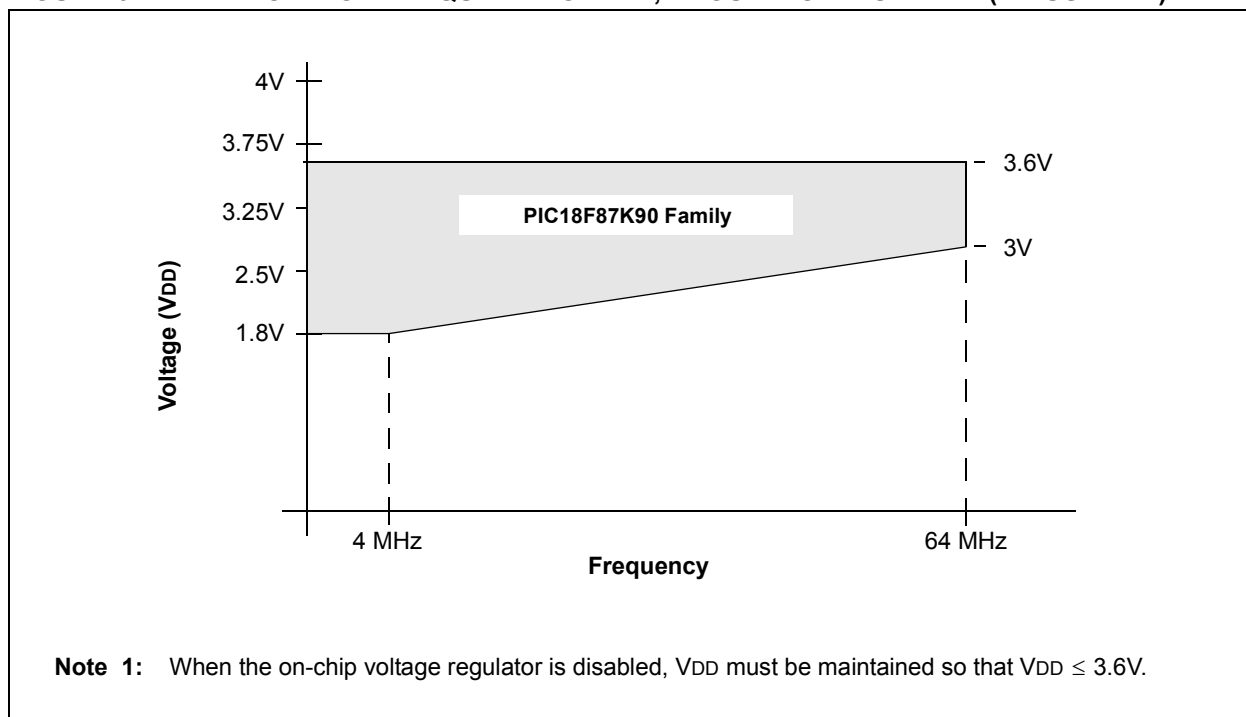 4V
3.75V
3.6V
3.25V
PIC18F87K90 Family
3V
2.5V
1.8V
Voltage (VDD)
4 MHz
64 MHz
Frequency
Note 1: When the on-chip voltage regulator is disabled, VDD must be maintained so that VDD ≤ 3.6V.